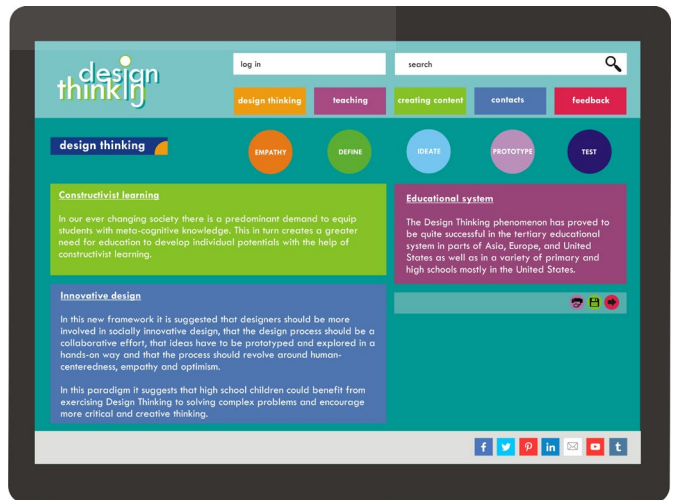 design
thinking
log in
search
design thinking
teaching
creating content
contacts
feedback
design thinking
EMPATHY
DEFINE
IDEATE
PROTOTYPE
TEST
Constructivist learning
In our ever changing society there is a predominant demand to equip
students with meta-cognitive knowledge. This in turn creates a greater
need for education to develop individual potentials with the help of
constructivist learning.
Educational system
The Design Thinking phenomenon has proved to
be quite successful in the tertiary educational
system in parts of Asia, Europe, and United
States as well as in a variety of primary and
high schools mostly in the United States.
Innovative design
In this new framework it is suggested that designers should be more
involved in socially innovative design, that the design process should be a
collaborative effort, that ideas have to be prototyped and explored in a
hands-on way and that the process should revolve around human-
centeredness, empathy and optimism.
In this paradigm it suggests that high school children could benefit from
exercising Design Thinking to solving complex problems and encourage
more critical and creative thinking.
f
in
t